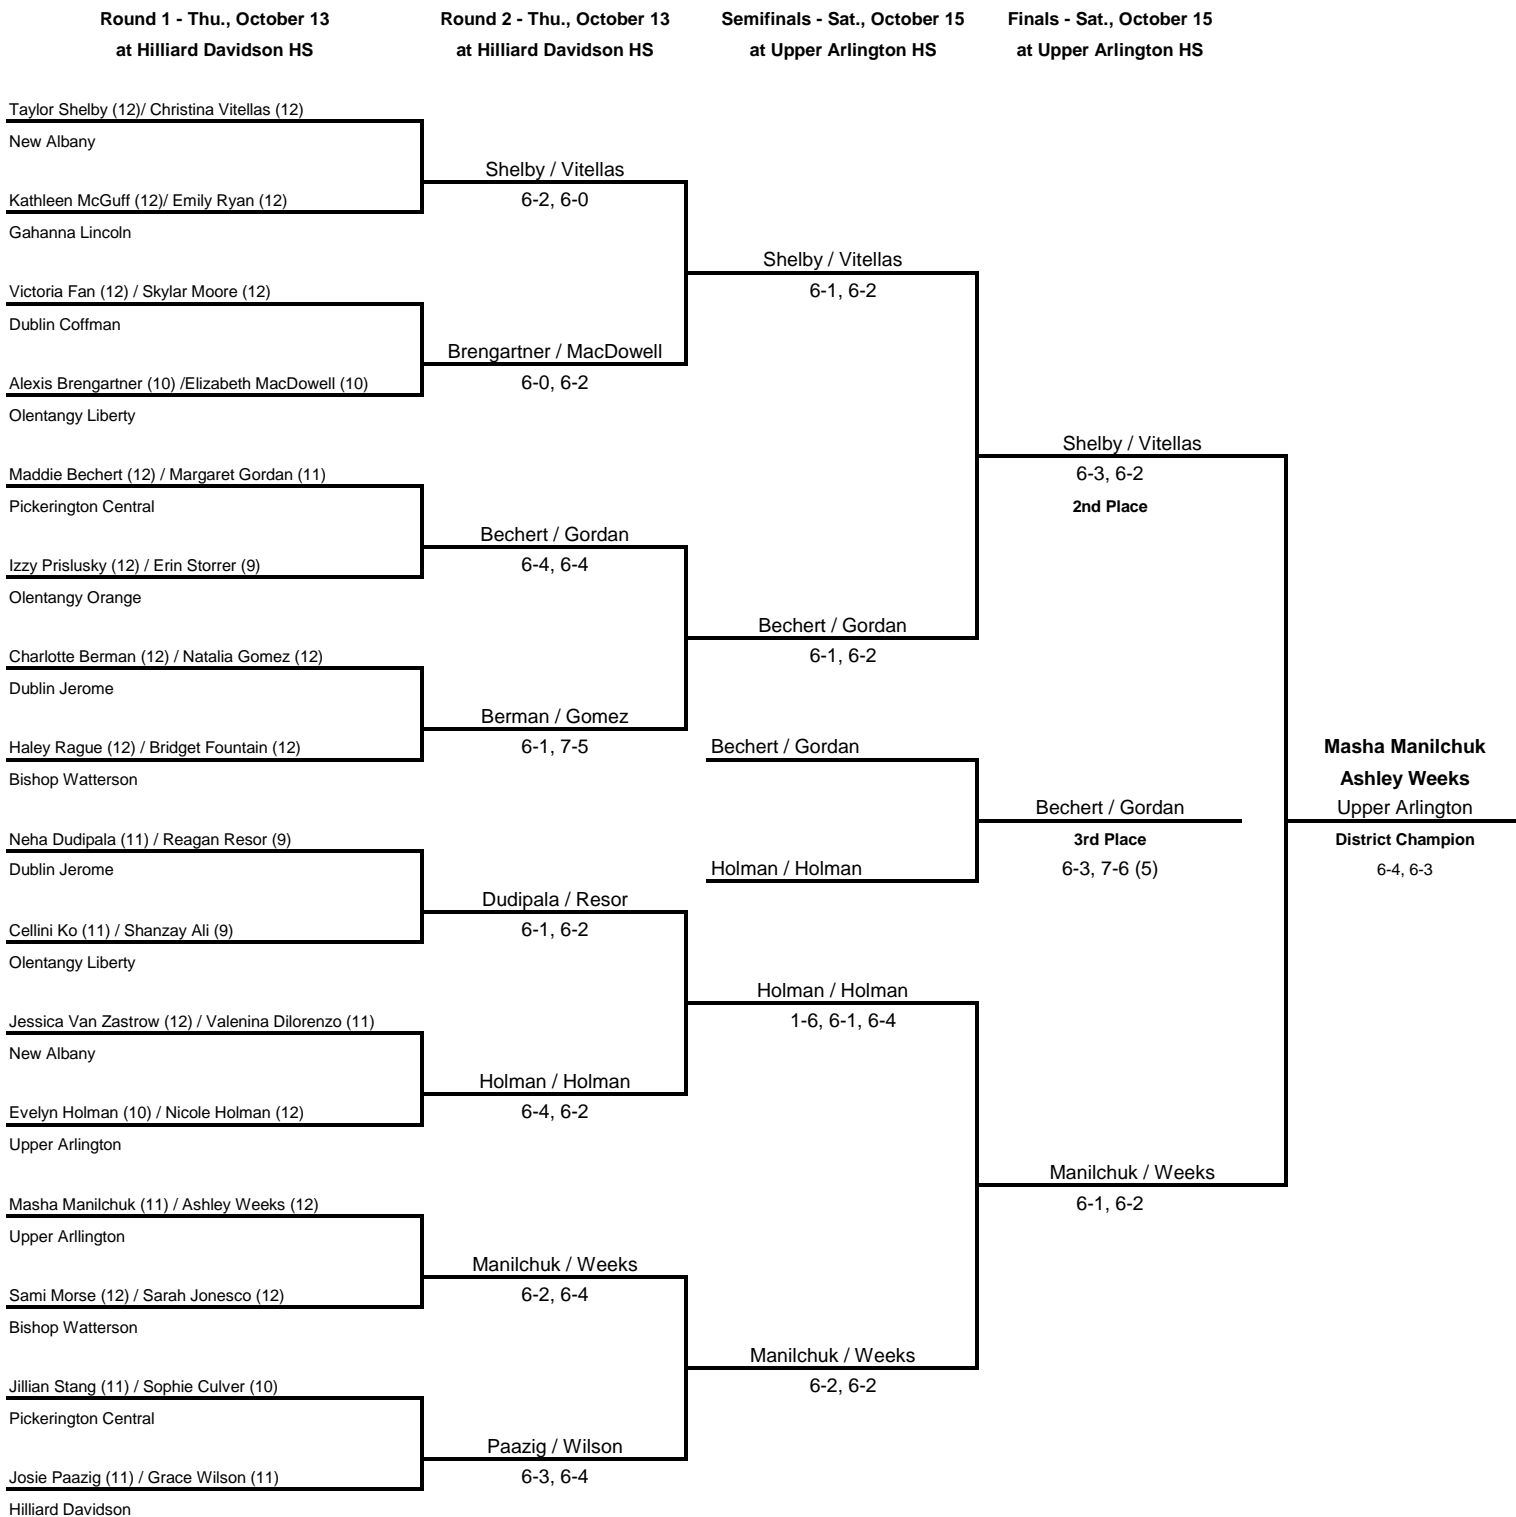 Round 1 - Thu., October 13
at Hilliard Davidson HS
Round 2 - Thu., October 13
at Hilliard Davidson HS
Semifinals - Sat., October 15
at Upper Arlington HS
Finals - Sat., October 15
at Upper Arlington HS
Taylor Shelby (12)/ Christina Vitellas (12)
New Albany
Kathleen McGuff (12)/ Emily Ryan (12)
Gahanna Lincoln
Victoria Fan (12) / Skylar Moore (12)
Dublin Coffman
Alexis Brengartner (10) /Elizabeth MacDowell (10)
Olentangy Liberty
Maddie Bechert (12) / Margaret Gordan (11)
Pickerington Central
Izzy Prislusky (12) / Erin Storrer (9)
Olentangy Orange
Charlotte Berman (12) / Natalia Gomez (12)
Dublin Jerome
Haley Rague (12) / Bridget Fountain (12)
Bishop Watterson
Neha Dudipala (11) / Reagan Resor (9)
Dublin Jerome
Cellini Ko (11) / Shanzay Ali (9)
Olentangy Liberty
Jessica Van Zastrow (12) / Valenina Dilorenzo (11)
New Albany
Evelyn Holman (10) / Nicole Holman (12)
Upper Arlington
Masha Manilchuk (11) / Ashley Weeks (12)
Upper Arllington
Sami Morse (12) / Sarah Jonesco (12)
Bishop Watterson
Jillian Stang (11) / Sophie Culver (10)
Pickerington Central
Josie Paazig (11) / Grace Wilson (11)
Hilliard Davidson
Shelby / Vitellas
6-2, 6-0
Brengartner / MacDowell
6-0, 6-2
Bechert / Gordan
6-4, 6-4
Berman / Gomez
6-1, 7-5
Dudipala / Resor
6-1, 6-2
Holman / Holman
6-4, 6-2
Manilchuk / Weeks
6-2, 6-4
Paazig / Wilson
6-3, 6-4
Shelby / Vitellas
6-1, 6-2
Bechert / Gordan
6-1, 6-2
Bechert / Gordan
Holman / Holman
Holman / Holman
1-6, 6-1, 6-4
Manilchuk / Weeks
6-2, 6-2
Shelby / Vitellas
6-3, 6-2
2nd Place
Bechert / Gordan
3rd Place
6-3, 7-6 (5)
Manilchuk / Weeks
6-1, 6-2
Masha Manilchuk
Ashley Weeks
Upper Arlington
District Champion
6-4, 6-3